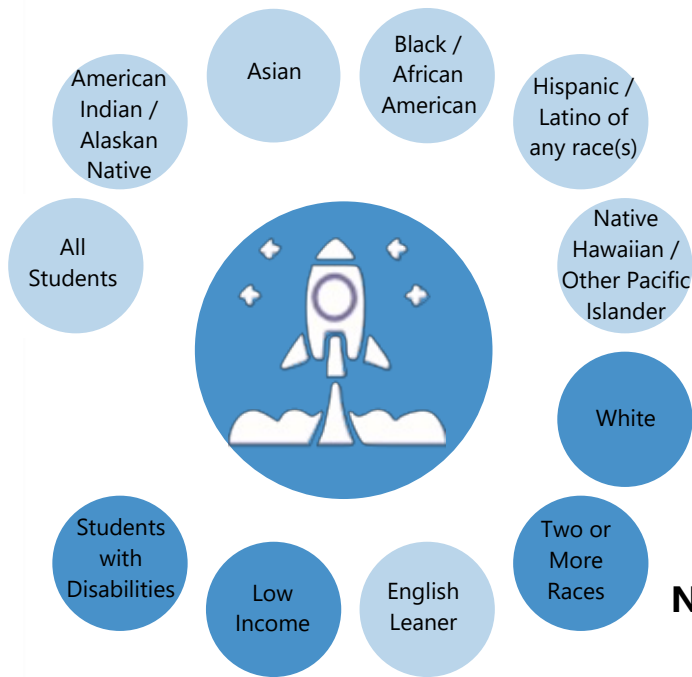 American
Indian /
Alaskan
Native
Asian
Black /
African
American
Hispanic /
Latino of
any race(s)
All
Students
Native
Hawaiian /
Other Pacific
Islander
White
Students
with
Disabilities
Low
Income
English
Leaner
Two or
More
Races
N